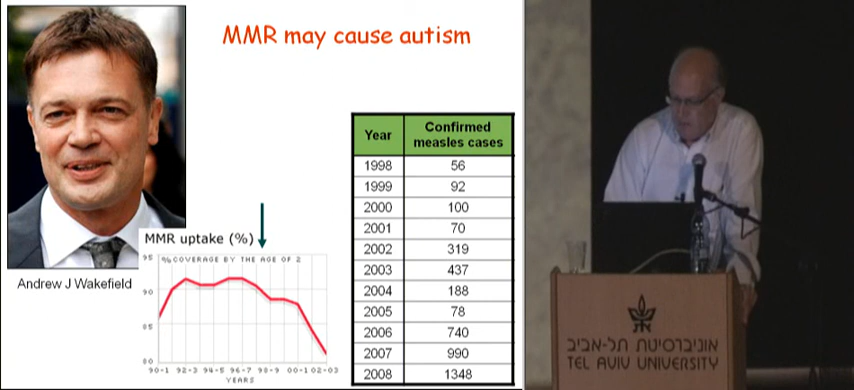 MMR may cause autism
Andrew J Wakefield
MMR uptake (%)
% COVERAGE BY THE AGE OF 2
95
90
85
80
90-1 92-3 94-5 96-7 98-9 00-1 02-03
YEARS
Year Confirmed measles cases
1998 56
1999 92
2000 100
2001 70
2002 319
2003 437
2004 188
2005 78
2006 740
2007 990
2008 1348
אוניברסיטת תל-אביב
TEL AVIV UNIVERSITY